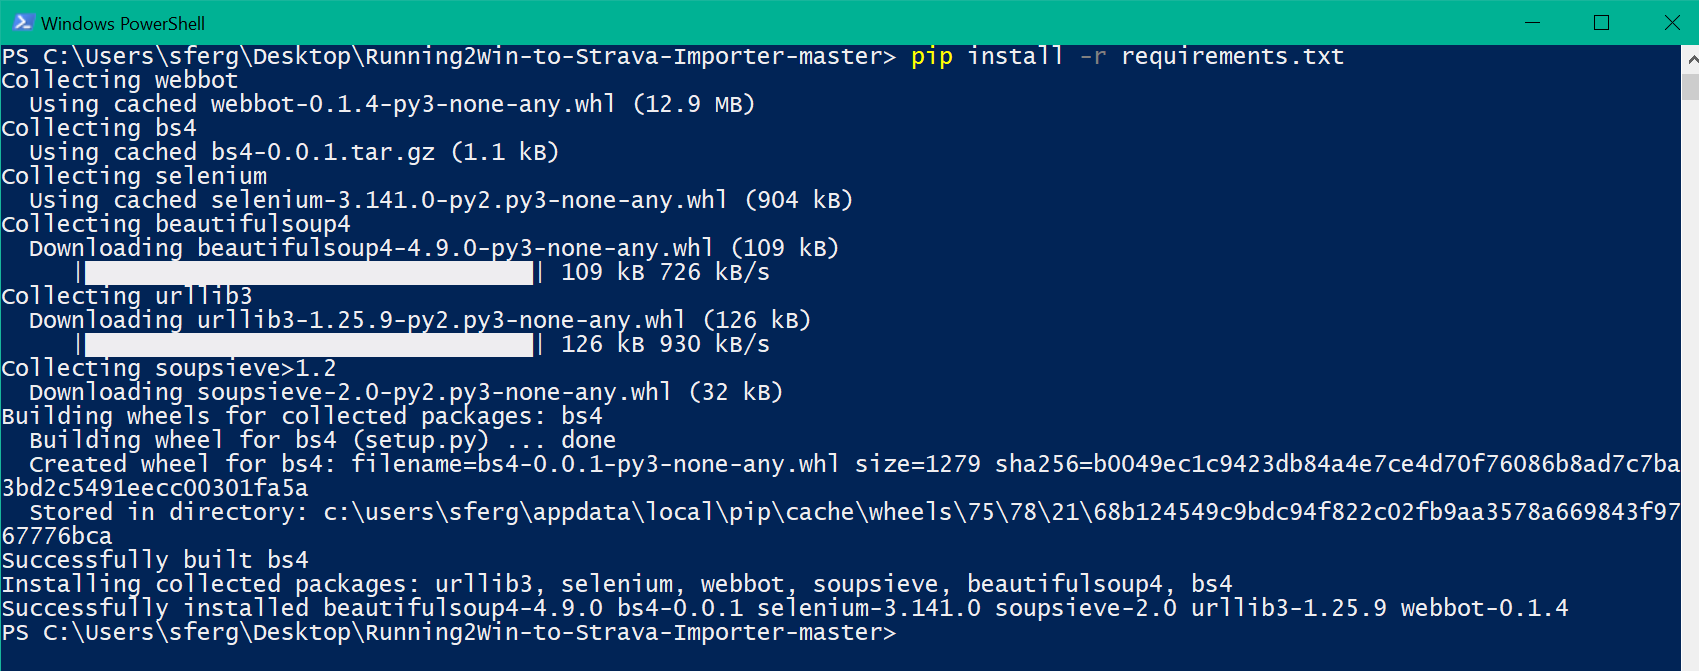 Windows PowerShell
PS C:\Users\sferg\Desktop\Running2Win-to-Strava-Importer-master> pip install -r requirements.txt
Collecting webbot
  Using cached webbot-0.1.4-py3-none-any.whl (12.9 MB)
Collecting bs4
  Using cached bs4-0.0.1.tar.gz (1.1 kB)
Collecting selenium
  Using cached selenium-3.141.0-py2.py3-none-any.whl (904 kB)
Collecting beautifulsoup4
  Downloading beautifulsoup4-4.9.0-py3-none-any.whl (109 kB)
     |████████████████████████████████| 109 kB 726 kB/s
Collecting urllib3
  Downloading urllib3-1.25.9-py2.py3-none-any.whl (126 kB)
     |████████████████████████████████| 126 kB 930 kB/s
Collecting soupsieve>1.2
  Downloading soupsieve-2.0-py2.py3-none-any.whl (32 kB)
Building wheels for collected packages: bs4
  Building wheel for bs4 (setup.py) ... done
  Created wheel for bs4: filename=bs4-0.0.1-py3-none-any.whl size=1279 sha256=b0049ec1c9423db84a4e7ce4d70f76086b8ad7c7ba
3bd2c5491eecc00301fa5a
  Stored in directory: c:\users\sferg\appdata\local\pip\cache\wheels\75\78\21\68b124549c9bdc94f822c02fb9aa3578a669843f97
67776bca
Successfully built bs4
Installing collected packages: urllib3, selenium, webbot, soupsieve, beautifulsoup4, bs4
Successfully installed beautifulsoup4-4.9.0 bs4-0.0.1 selenium-3.141.0 soupsieve-2.0 urllib3-1.25.9 webbot-0.1.4
PS C:\Users\sferg\Desktop\Running2Win-to-Strava-Importer-master>